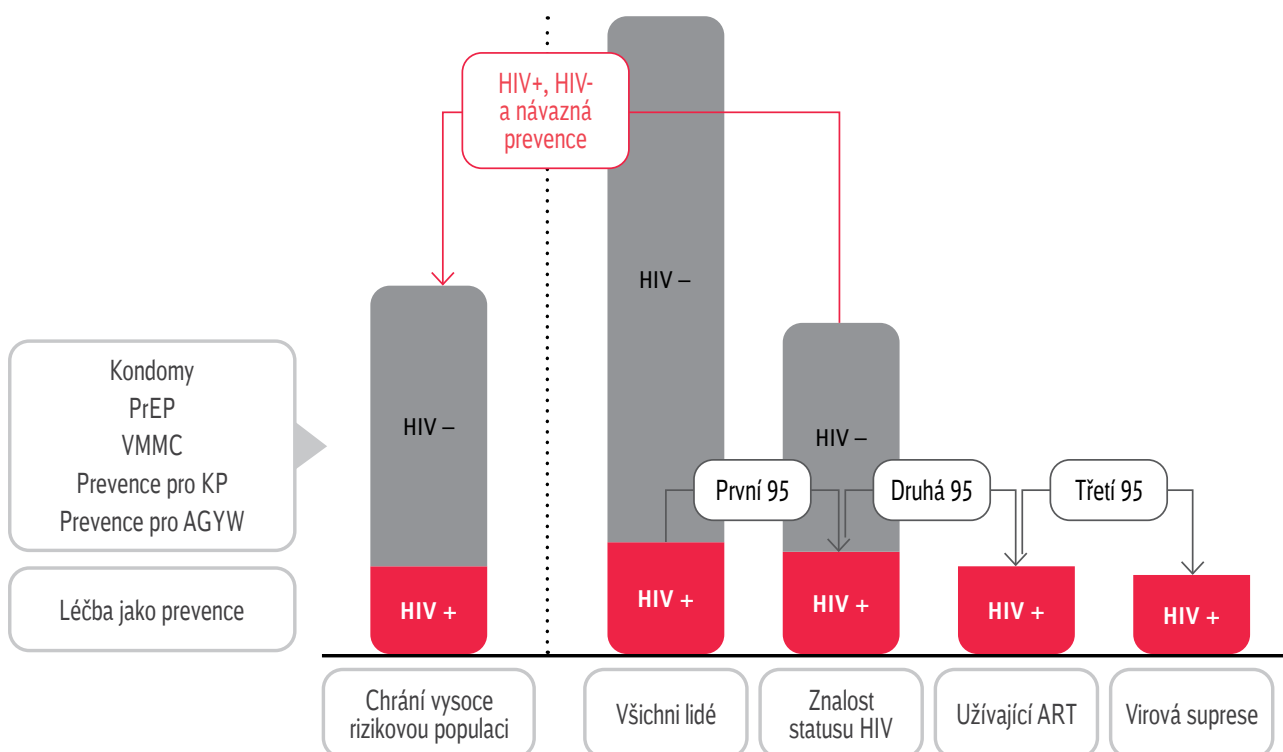 HIV+, HIV-
a návazná
prevence
HIV –
HIV –
HIV –
Kondomy
PrEP
VMMC
Prevence pro KP
Prevence pro AGYW
První 95
Druhá 95
Třetí 95
Léčba jako prevence
HIV +
HIV +
HIV +
HIV +
HIV +
Chrání vysoce
rizikovou populaci
Všichni lidé
Znalost
statusu HIV
Užívající ART
Virová suprese